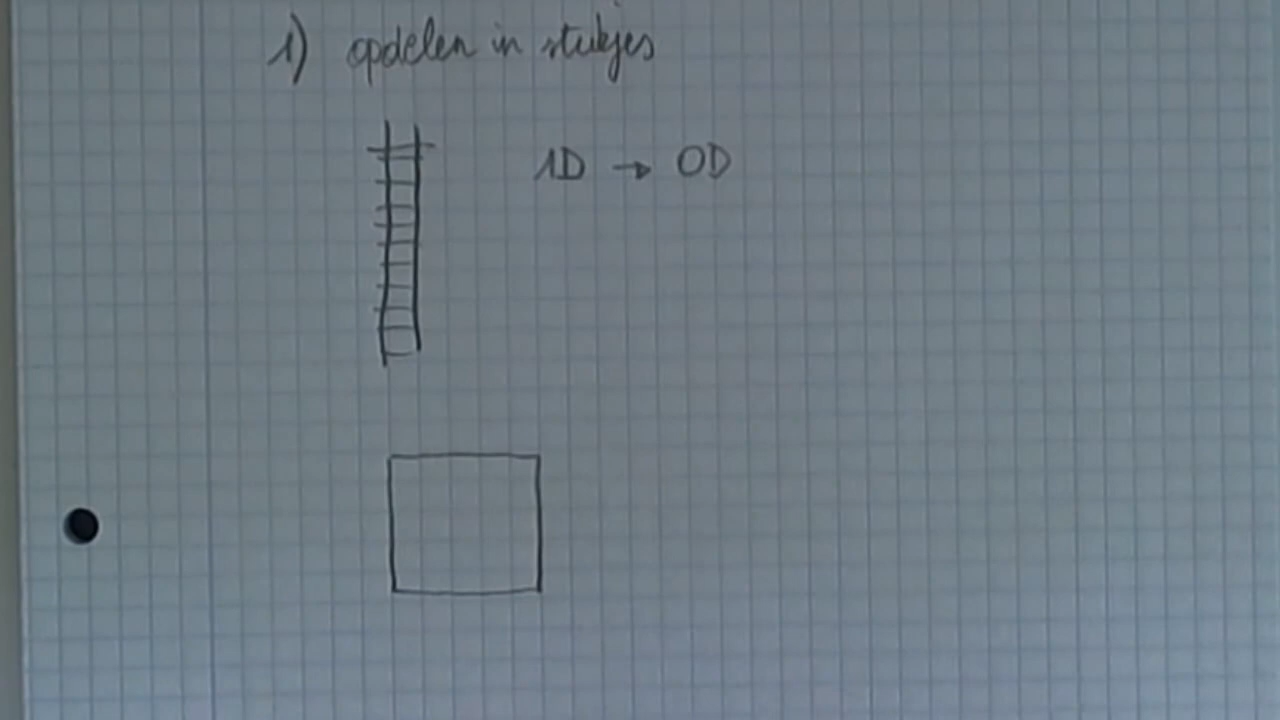 1) opdelen in stukjes
1D → 0D